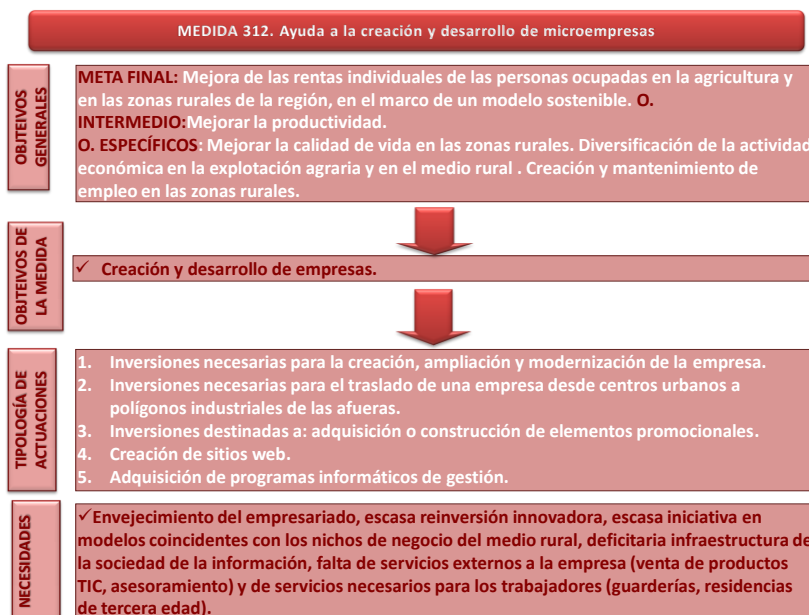 MEDIDA 312. Ayuda a la creación y desarrollo de microempresas
OBJTEIVOS
GENERALES
META FINAL: Mejora de las rentas individuales de las personas ocupadas en la agricultura y
en las zonas rurales de la región, en el marco de un modelo sostenible. O.
INTERMEDIO:Mejorar la productividad.
O. ESPECÍFICOS: Mejorar la calidad de vida en las zonas rurales. Diversificación de la actividad
económica en la explotación agraria y en el medio rural . Creación y mantenimiento de
empleo en las zonas rurales.
OBJTEIVOS DE
LA MEDIDA
✓ Creación y desarrollo de empresas.
TIPOLOGÍA DE
ACTUACIONES
1. Inversiones necesarias para la creación, ampliación y modernización de la empresa.
2. Inversiones necesarias para el traslado de una empresa desde centros urbanos a
polígonos industriales de las afueras.
3. Inversiones destinadas a: adquisición o construcción de elementos promocionales.
4. Creación de sitios web.
5. Adquisición de programas informáticos de gestión.
NECESIDADES
✓Envejecimiento del empresariado, escasa reinversión innovadora, escasa iniciativa en
modelos coincidentes con los nichos de negocio del medio rural, deficitaria infraestructura de
la sociedad de la información, falta de servicios externos a la empresa (venta de productos
TIC, asesoramiento) y de servicios necesarios para los trabajadores (guarderías, residencias
de tercera edad).